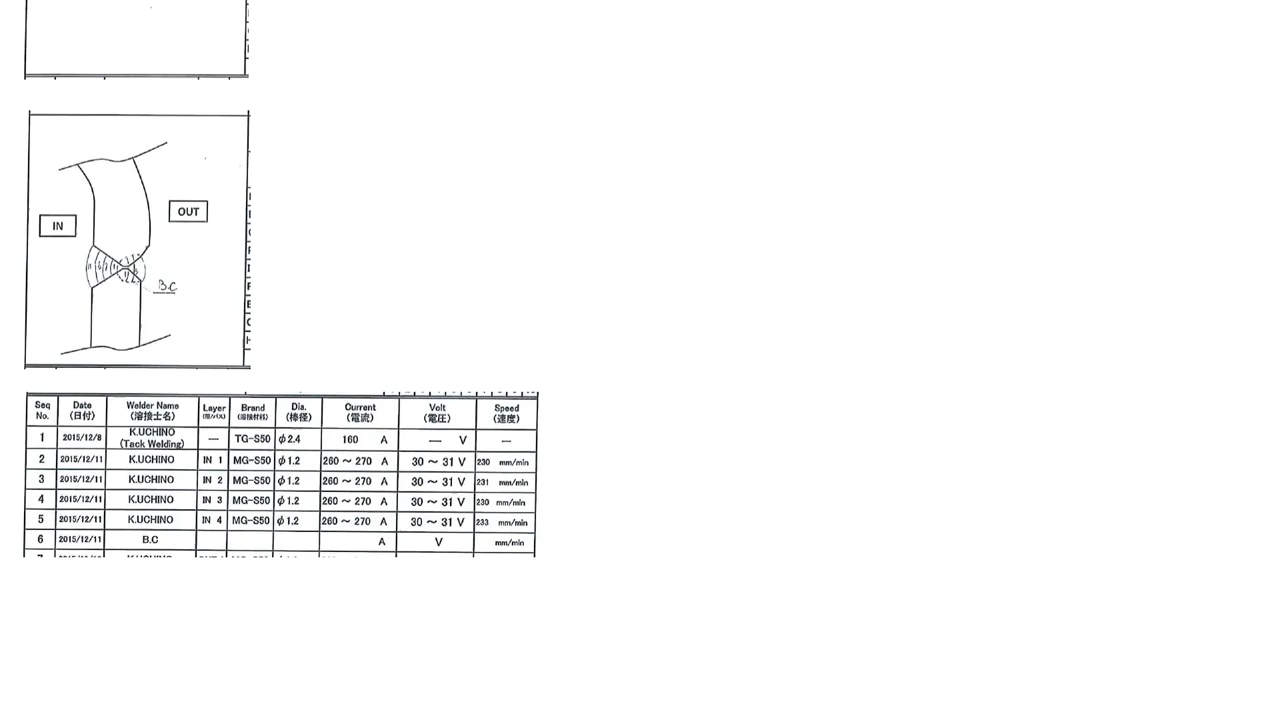 IN
OUT
B.C
Seq No. Date (日付) Welder Name (溶接士名) Layer (層/パス) Brand (溶接材料) Dia. (棒径) Current (電流) Volt (電圧) Speed (速度)
1 2015/12/8 K.UCHINO (Tack Welding) — TG-S50 φ2.4 160 A — V —
2 2015/12/11 K.UCHINO IN 1 MG-S50 φ1.2 260 ~ 270 A 30 ~ 31 V 230 mm/min
3 2015/12/11 K.UCHINO IN 2 MG-S50 φ1.2 260 ~ 270 A 30 ~ 31 V 231 mm/min
4 2015/12/11 K.UCHINO IN 3 MG-S50 φ1.2 260 ~ 270 A 30 ~ 31 V 230 mm/min
5 2015/12/11 K.UCHINO IN 4 MG-S50 φ1.2 260 ~ 270 A 30 ~ 31 V 233 mm/min
6 2015/12/11 B.C A V mm/min